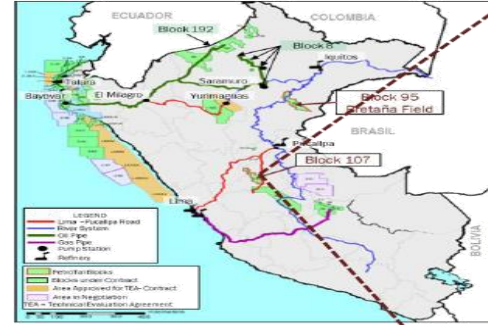 ECUADOR
COLOMBIA
Block 192
Block 8
Talara
Iquitos
Saramuro
Bayovar
El Milagro
Yurimaguas
Block 95
Bretaña Field
BRASIL
Pucallpa
Block 107
Lima
BOLIVIA
LEGEND
Lima – Pucallpa Road
River System
Oil Pipe
Gas Pipe
Pump Station
Refinery
Petrolifer Blocks
Blocks under Contract
Area Approved for TEA- Contract
Area in Negotiation
TEA = Technical Evaluation Agreement